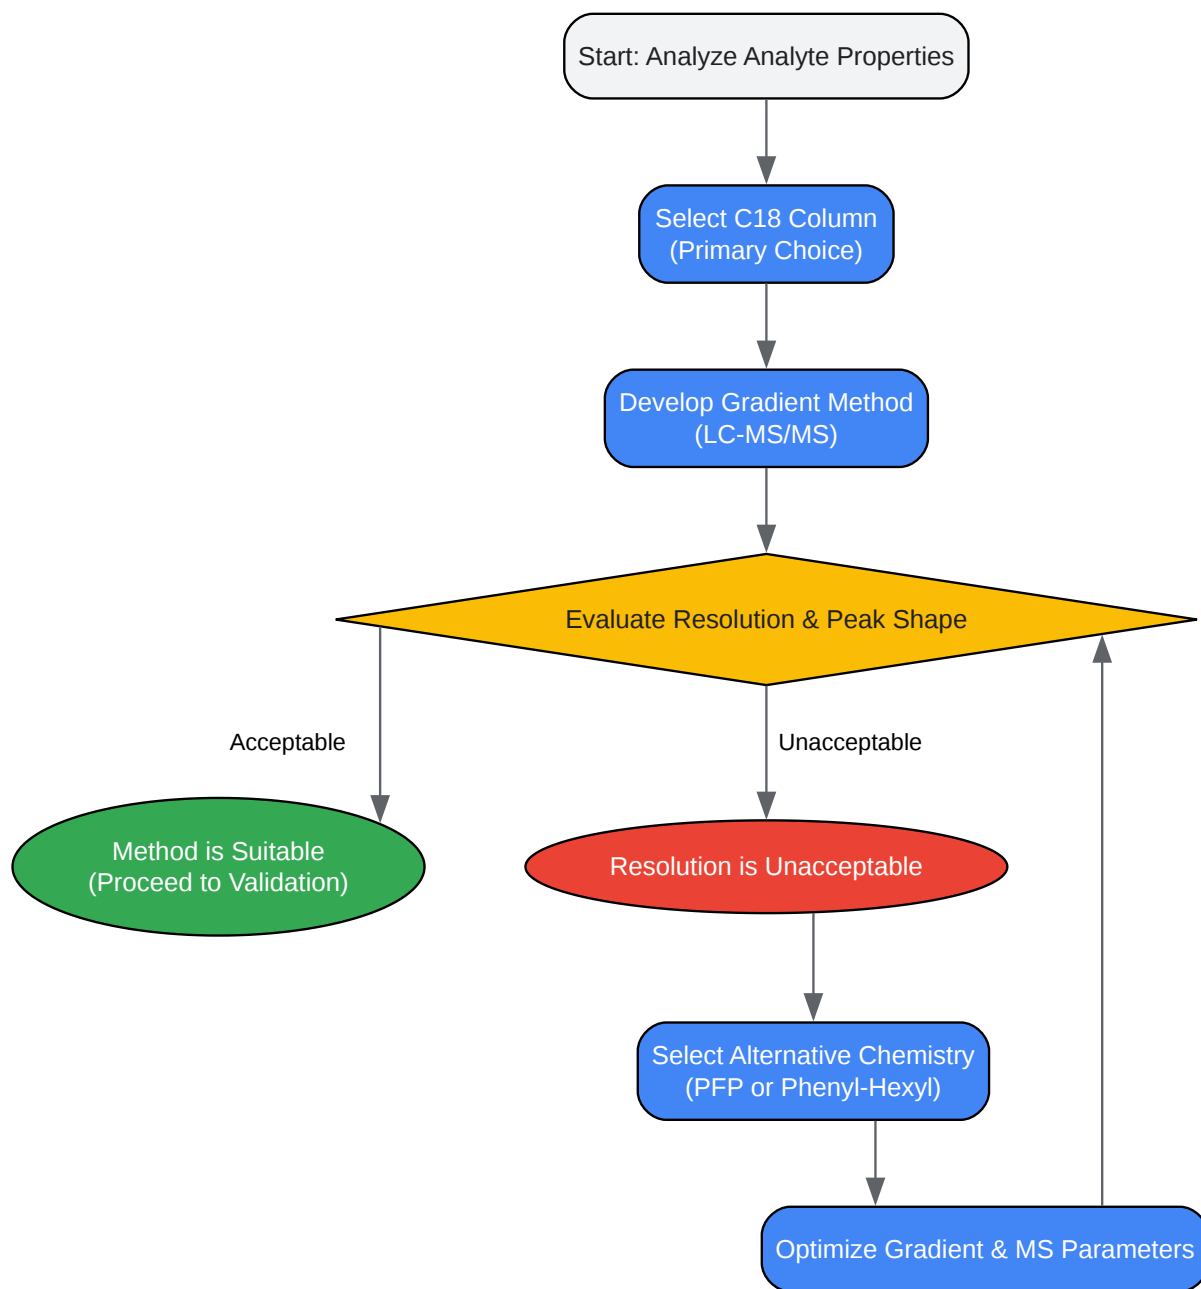 Start: Analyze Analyte Properties
Select C18 Column
(Primary Choice)
Develop Gradient Method
(LC-MS/MS)
Evaluate Resolution & Peak Shape
Acceptable
Unacceptable
Method is Suitable
(Proceed to Validation)
Resolution is Unacceptable
Select Alternative Chemistry
(PFP or Phenyl-Hexyl)
Optimize Gradient & MS Parameters